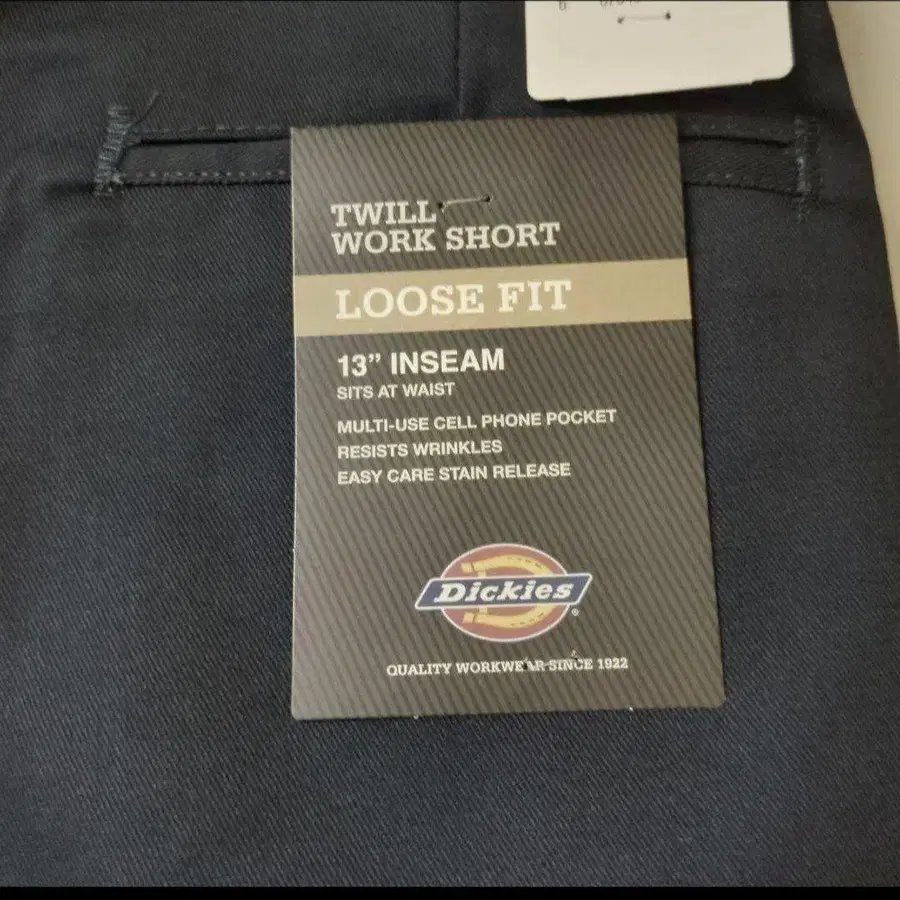 TWILL
WORK SHORT
LOOSE FIT
13” INSEAM
SITS AT WAIST
MULTI-USE CELL PHONE POCKET
RESISTS WRINKLES
EASY CARE STAIN RELEASE
Dickies®
QUALITY WORKWEAR SINCE 1922